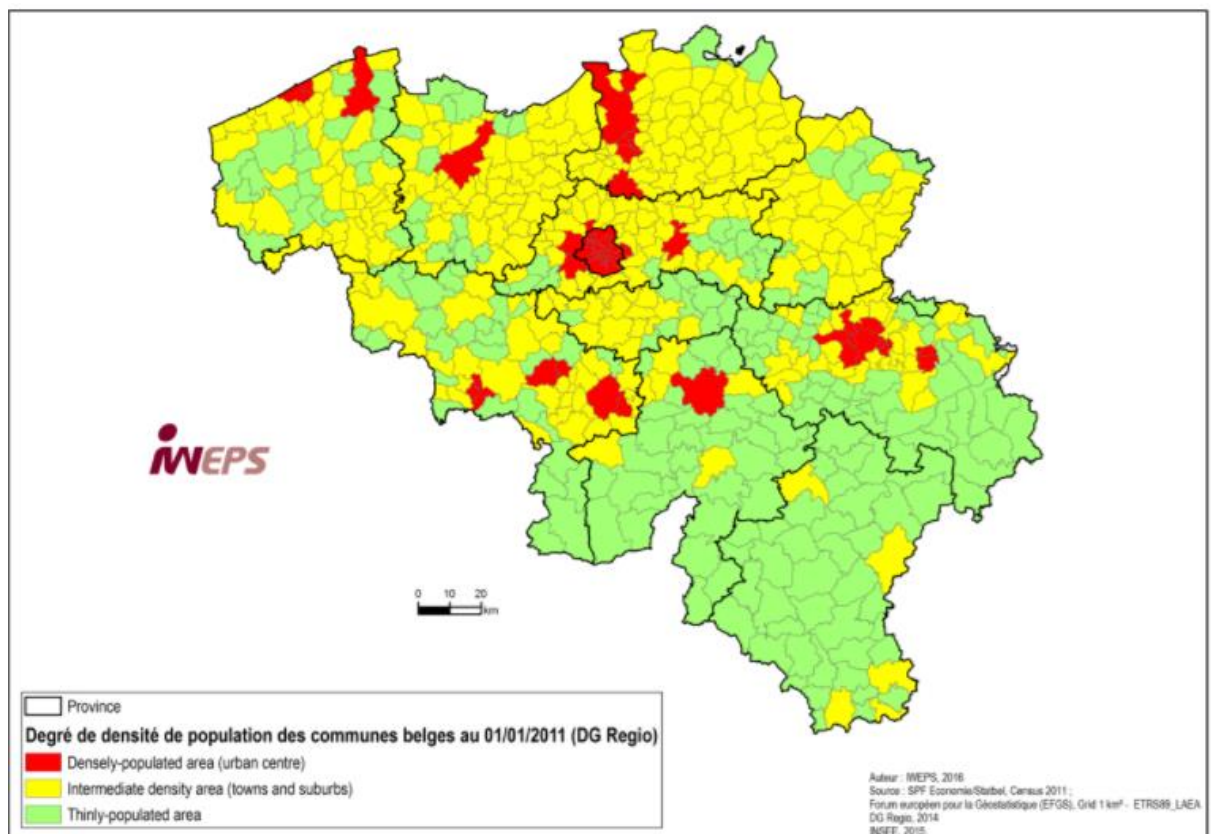 iWEPS
0 10 20
km
Province
Degré de densité de population des communes belges au 01/01/2011 (DG Regio)
Densely-populated area (urban centre)
Intermediate density area (towns and suburbs)
Thinly-populated area
Auteur : IWEPS, 2016
Source : SPF Economie/Statbel, Census 2011 ;
Forum européen pour la Géostatistique (EFGS), Grid 1 km² - ETRS89_LAEA
DG Regio, 2014
INSEE, 2015